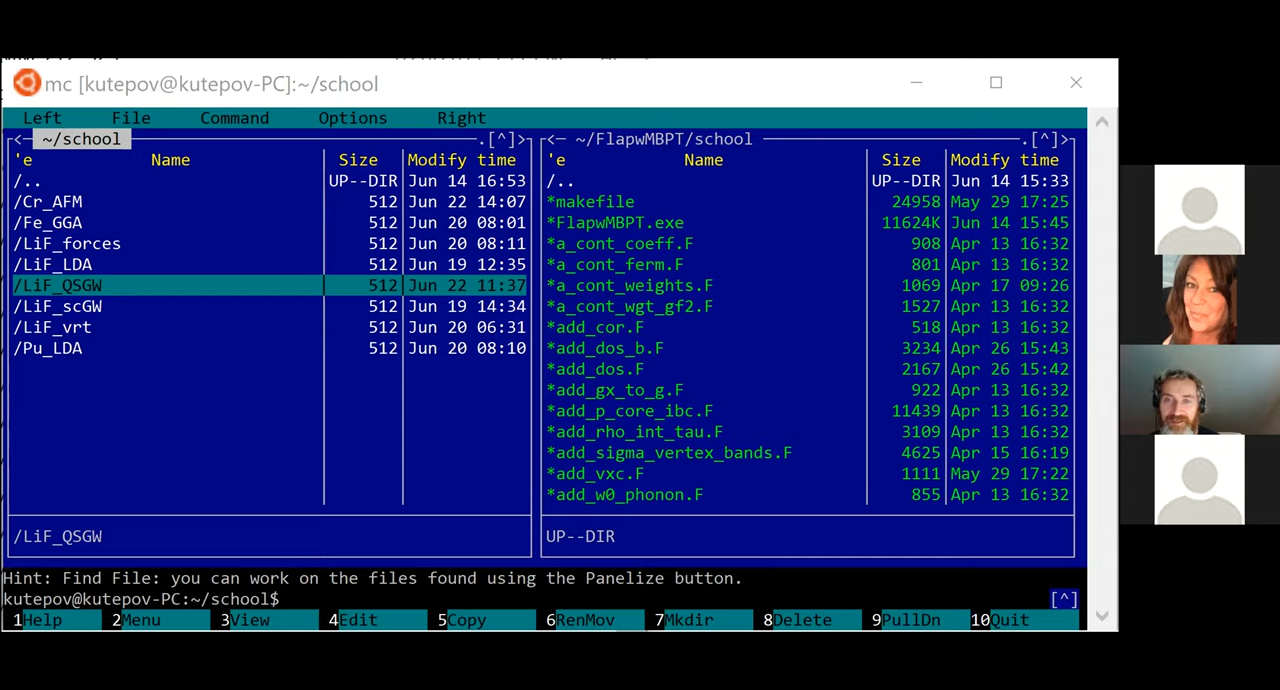 mc [kutepov@kutepov-PC]:~/school
Left File Command Options Right
<─ ~/school .[^]> <─ ~/FlapwMBPT/school .[^]>
'e Name Size Modify time 'e Name Size Modify time
/.. UP--DIR Jun 14 16:53 /.. UP--DIR Jun 14 15:33
/Cr_AFM 512 Jun 22 14:07 *makefile 24958 May 29 17:25
/Fe_GGA 512 Jun 20 08:01 *FlapwMBPT.exe 11624K Jun 14 15:45
/LiF_forces 512 Jun 20 08:11 *a_cont_coeff.F 908 Apr 13 16:32
/LiF_LDA 512 Jun 19 12:35 *a_cont_ferm.F 801 Apr 13 16:32
/LiF_QSGW 512 Jun 22 11:37 *a_cont_weights.F 1069 Apr 17 09:26
/LiF_scGW 512 Jun 19 14:34 *a_cont_wgt_gf2.F 1527 Apr 13 16:32
/LiF_vrt 512 Jun 20 06:31 *add_cor.F 518 Apr 13 16:32
/Pu_LDA 512 Jun 20 08:10 *add_dos_b.F 3234 Apr 26 15:43
*add_dos.F 2167 Apr 26 15:42
*add_gx_to_g.F 922 Apr 13 16:32
*add_p_core_ibc.F 11439 Apr 13 16:32
*add_rho_int_tau.F 3109 Apr 13 16:32
*add_sigma_vertex_bands.F 4625 Apr 15 16:19
*add_vxc.F 1111 May 29 17:22
*add_w0_phonon.F 855 Apr 13 16:32
/LiF_QSGW UP--DIR
Hint: Find File: you can work on the files found using the Panelize button.
kutepov@kutepov-PC:~/school$ [^]
1Help 2Menu 3View 4Edit 5Copy 6RenMov 7Mkdir 8Delete 9PullDn 10Quit